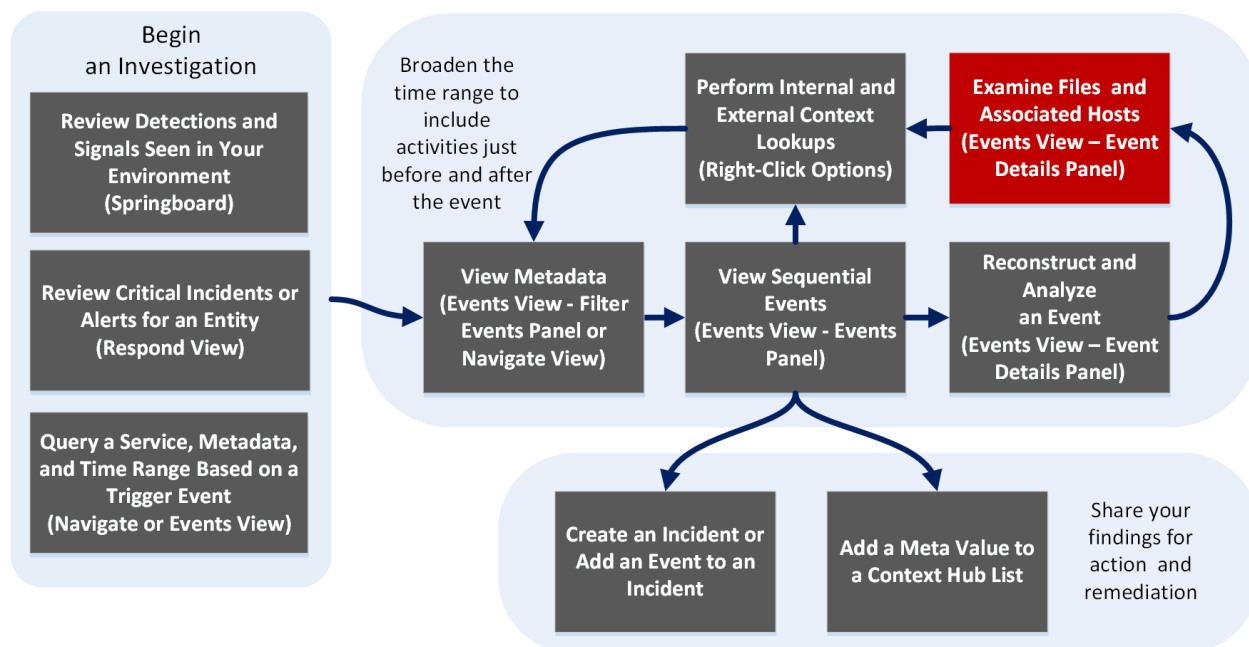 Begin
an Investigation
Review Detections and
Signals Seen in Your
Environment
(Springboard)
Review Critical Incidents or
Alerts for an Entity
(Respond View)
Query a Service, Metadata,
and Time Range Based on a
Trigger Event
(Navigate or Events View)
Broaden the
time range to
include
activities just
before and after
the event
Perform Internal and
External Context
Lookups
(Right-Click Options)
Examine Files and
Associated Hosts
(Events View – Event
Details Panel)
View Metadata
(Events View - Filter
Events Panel or
Navigate View)
View Sequential
Events
(Events View - Events
Panel)
Reconstruct and
Analyze
an Event
(Events View – Event
Details Panel)
Create an Incident or
Add an Event to an
Incident
Add a Meta Value to
a Context Hub List
Share your
findings for
action and
remediation